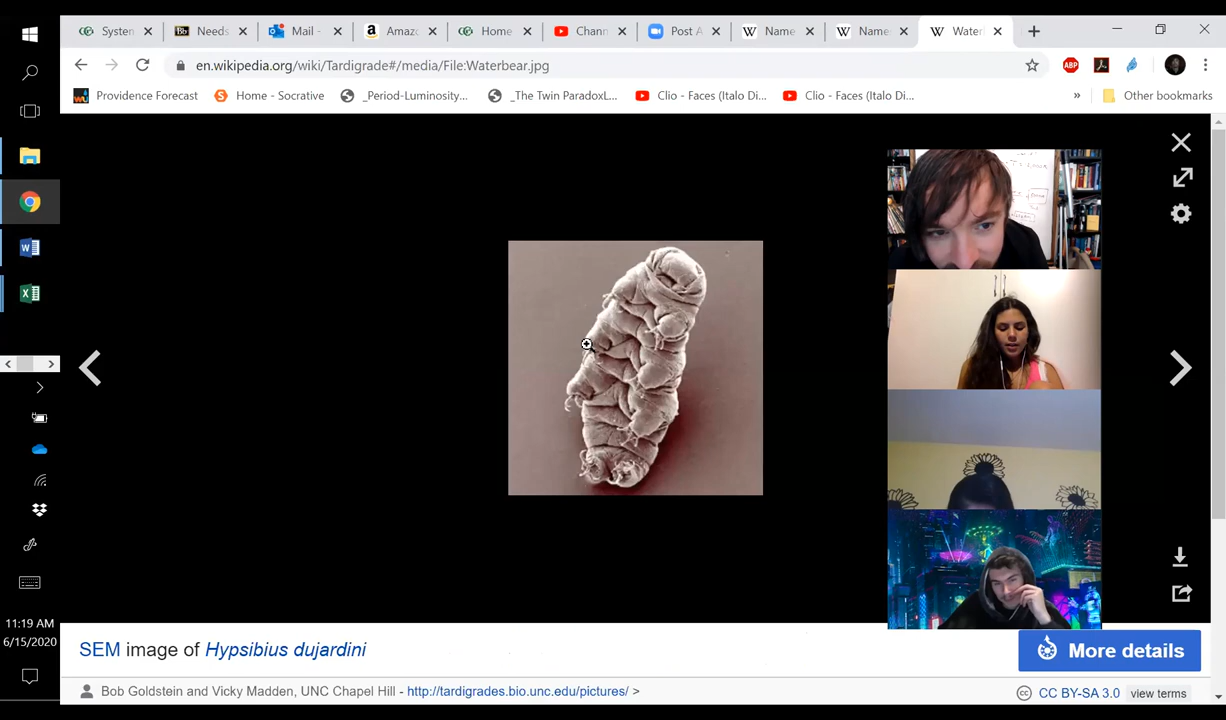 System
Needs
Mail -
Amazo
Home
Chann
Post A
Name
Name
Water
en.wikipedia.org/wiki/Tardigrade#/media/File:Waterbear.jpg
ABP
Providence Forecast
Home - Socrative
_Period-Luminosity...
_The Twin ParadoxL...
Clio - Faces (Italo Di...
Clio - Faces (Italo Di...
»
Other bookmarks
11:19 AM
6/15/2020
SEM image of Hypsibius dujardini
More details
Bob Goldstein and Vicky Madden, UNC Chapel Hill - http://tardigrades.bio.unc.edu/pictures/ >
CC BY-SA 3.0
view terms